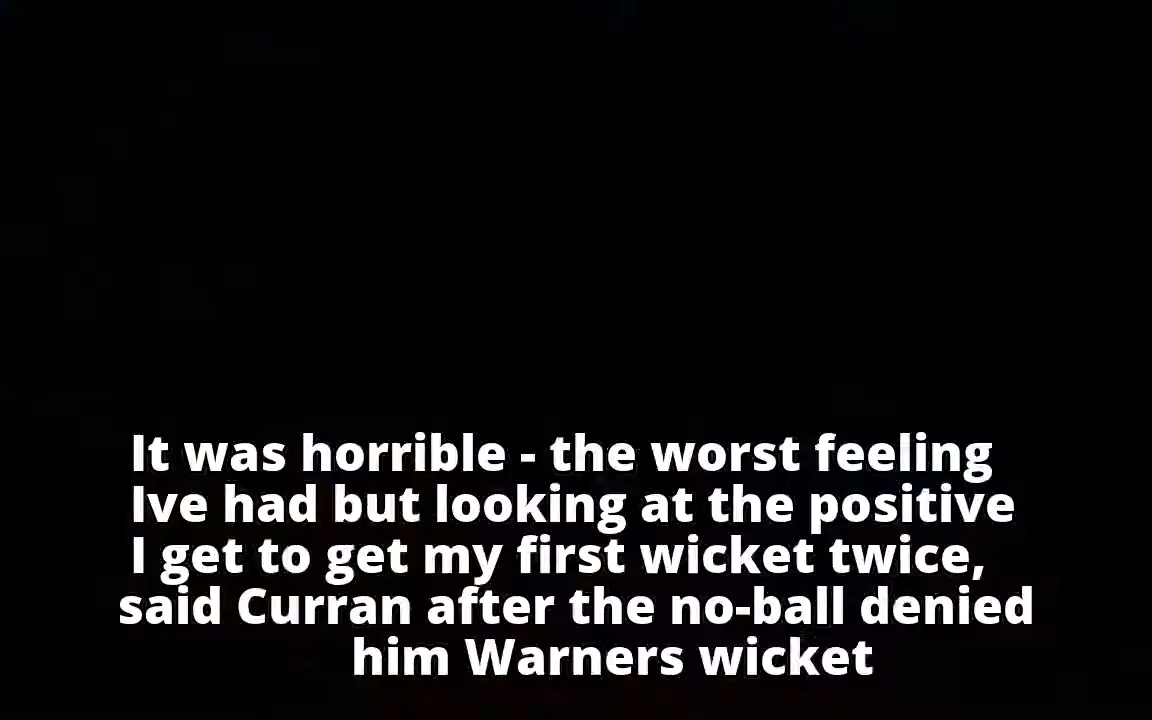 It was horrible - the worst feeling
Ive had but looking at the positive
I get to get my first wicket twice,
said Curran after the no-ball denied
him Warners wicket